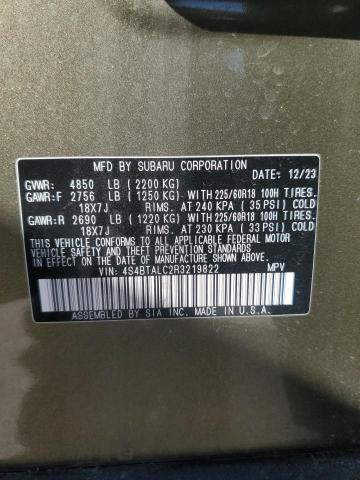 MFD BY SUBARU CORPORATION
DATE- 12/23
GVWR: 4850 LB (2200 KG)
GAWR:F 2756 LB (1250 KG) WITH 225/60R18 100H TIRES.
18X7J RIMS. AT 240 KPA (35 PSI) COLD
GAWR:R 2690 LB (1220 KG) WITH 225/60R18 100H TIRES.
18X7J RIMS. AT 230 KPA (33 PSI) COLD
THIS VEHICLE CONFORMS TO ALL APPLICABLE FEDERAL MOTOR
VEHICLE SAFETY AND BUMPER STANDARDS IN EFFECT ON THE DATE
OF MANUFACTURE SHOWN ABOVE.
VIN: 4S4BTALC2R3219822 MPV
ASSEMBLED BY SIA INC. MADE IN U.S.A.